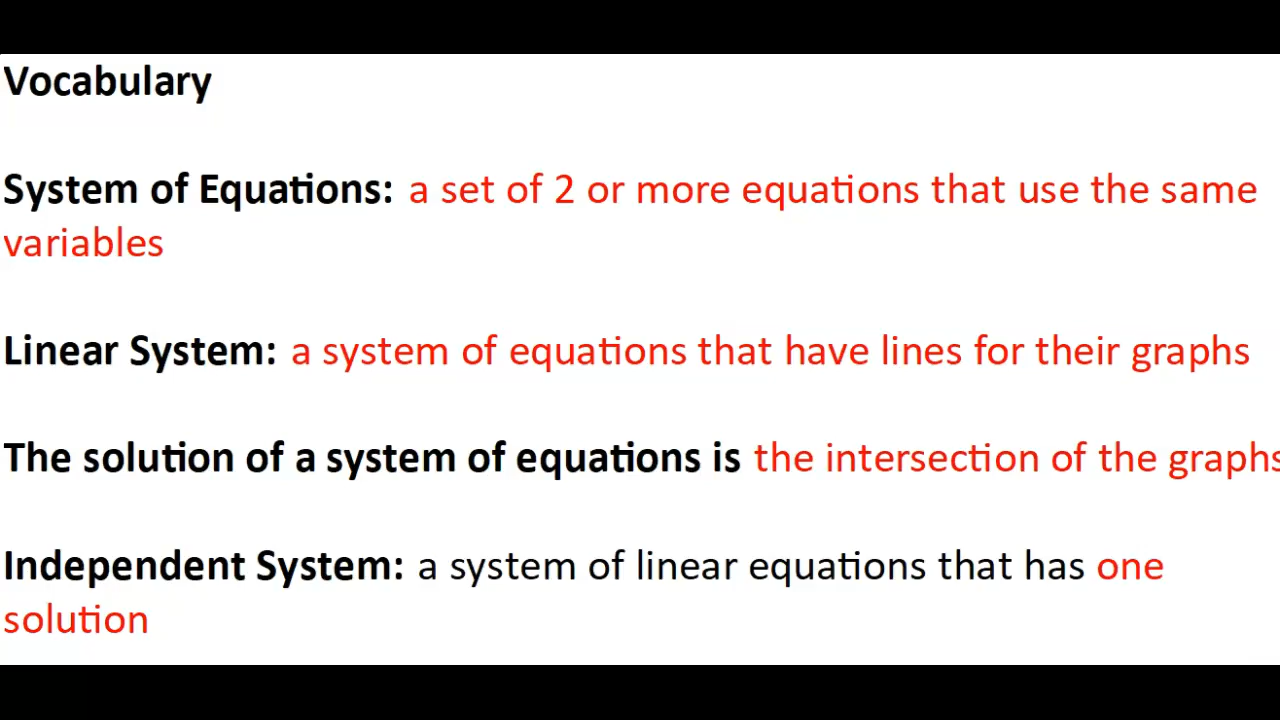 Vocabulary
System of Equations: a set of 2 or more equations that use the same
variables
Linear System: a system of equations that have lines for their graphs
The solution of a system of equations is the intersection of the graphs
Independent System: a system of linear equations that has one
solution